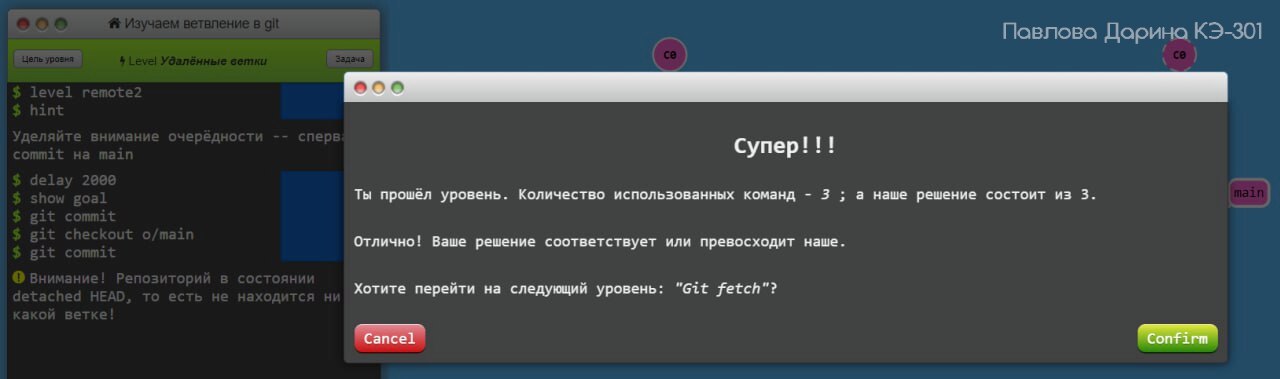 Изучаем ветвление в git
Павлова Дарина КЭ-301
Цель уровня
Level Удалённые ветки
Задача
c0
c0
$ level remote2
$ hint
Уделяйте внимание очерёдности -- сперва
commit на main
$ delay 2000
$ show goal
$ git commit
$ git checkout o/main
$ git commit
Внимание! Репозиторий в состоянии
detached HEAD, то есть не находится ни
какой ветке!
Супер!!!
Ты прошёл уровень. Количество использованных команд - 3 ; а наше решение состоит из 3.
Отлично! Ваше решение соответствует или превосходит наше.
Хотите перейти на следующий уровень: "Git fetch"?
Cancel
Confirm
main